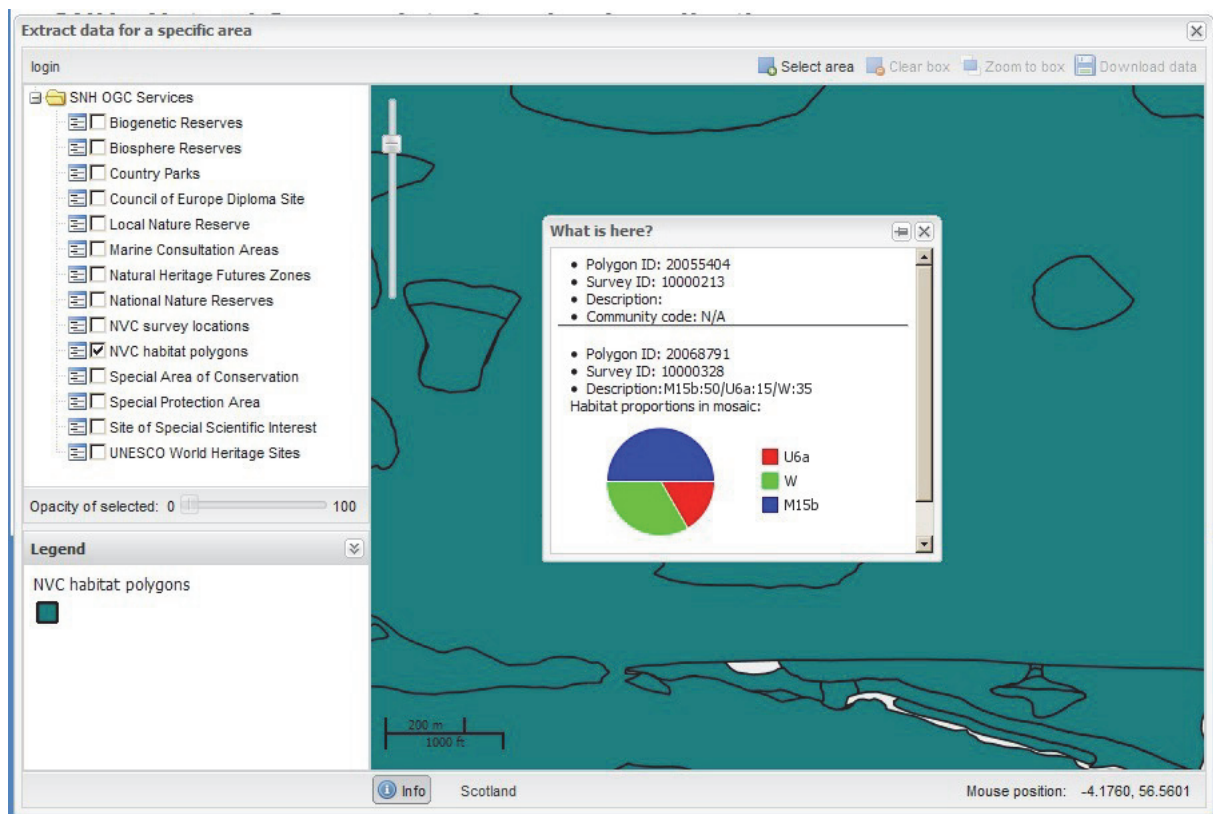 Extract data for a specific area
login
Select area Clear box Zoom to box Download data
SNH OGC Services
Biogenetic Reserves
Biosphere Reserves
Country Parks
Council of Europe Diploma Site
Local Nature Reserve
Marine Consultation Areas
Natural Heritage Futures Zones
National Nature Reserves
NVC survey locations
NVC habitat polygons
Special Area of Conservation
Special Protection Area
Site of Special Scientific Interest
UNESCO World Heritage Sites
Opacity of selected: 0 100
Legend
NVC habitat polygons
What is here?
• Polygon ID: 20055404
• Survey ID: 10000213
• Description:
• Community code: N/A
• Polygon ID: 20068791
• Survey ID: 10000328
• Description:M15b:50/U6a:15/W:35
Habitat proportions in mosaic:
U6a
W
M15b
200 m
1000 ft
Info Scotland Mouse position: -4.1760, 56.5601